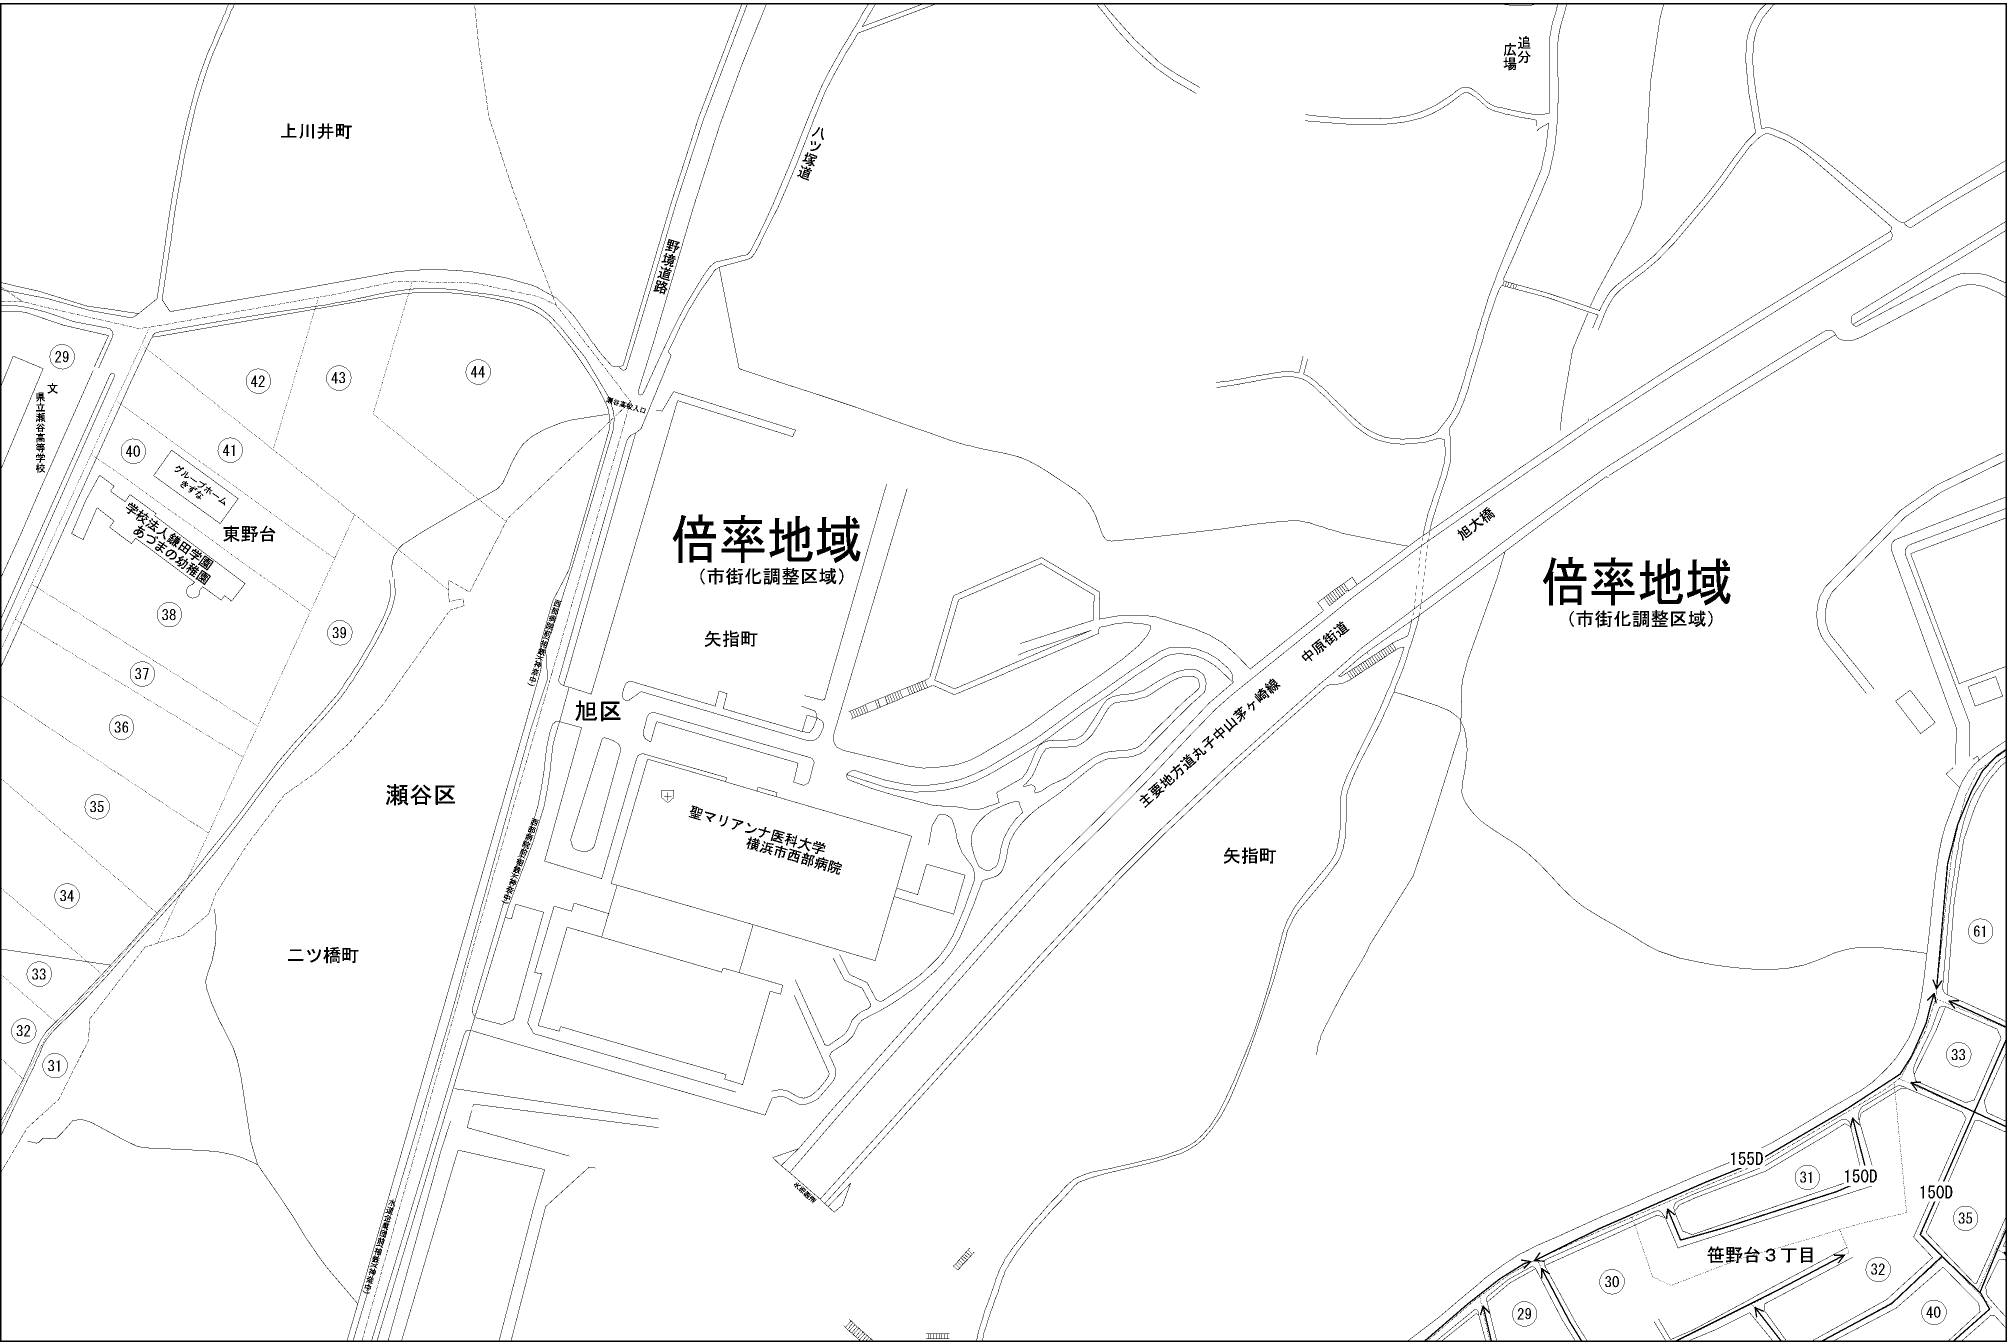 追分
広場
上川井町
八ツ塚道
野境道路
29
文
県立瀬谷高等学校
42
43
44
瀬谷高校入口
40
41
グループホーム
きずな
学校法人鎌田学園
あづまの幼稚園
東野台
38
39
37
36
35
34
33
32
31
倍率地域
(市街化調整区域)
矢指町
旭区
瀬谷区
二ツ橋町
聖マリアンナ医科大学
横浜市西部病院
旭大橋
中原街道
主要地方道丸子中山茅ヶ崎線
倍率地域
(市街化調整区域)
矢指町
61
33
155D
31
150D
150D
35
笹野台3丁目
30
32
29
40